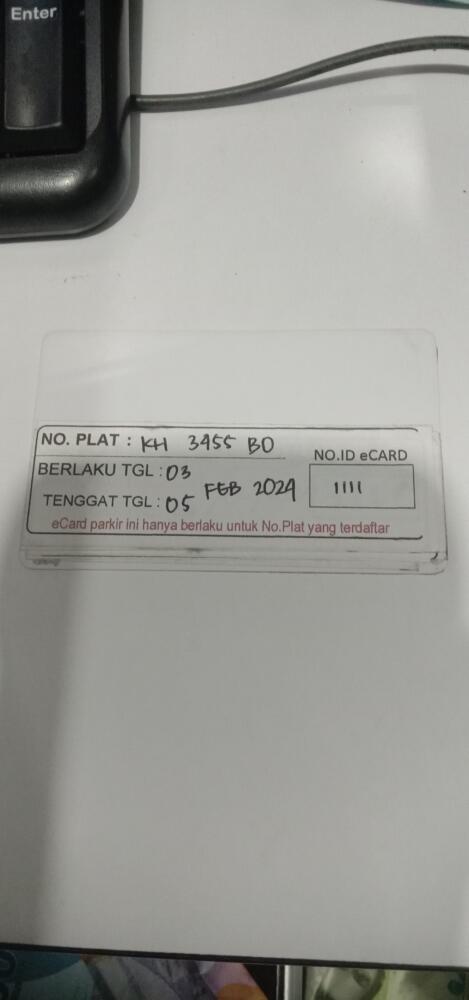 Enter
NO. PLAT : KH 3455 BO
NO.ID eCARD
BERLAKU TGL : 03
FEB 2024
1111
TENGGAT TGL : 05
eCard parkir ini hanya berlaku untuk No.Plat yang terdaftar